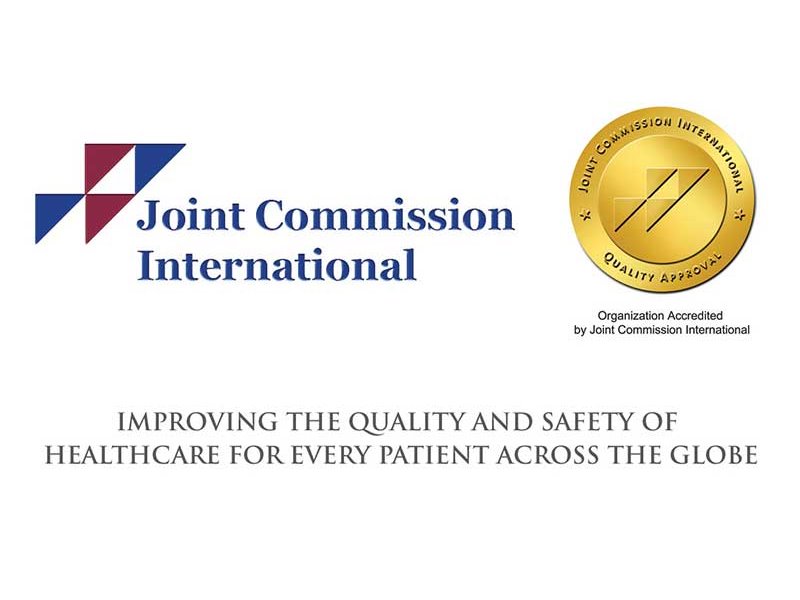 Joint Commission
International
JOINT COMMISSION INTERNATIONAL
QUALITY APPROVAL
Organization Accredited
by Joint Commission International
IMPROVING THE QUALITY AND SAFETY OF
HEALTHCARE FOR EVERY PATIENT ACROSS THE GLOBE